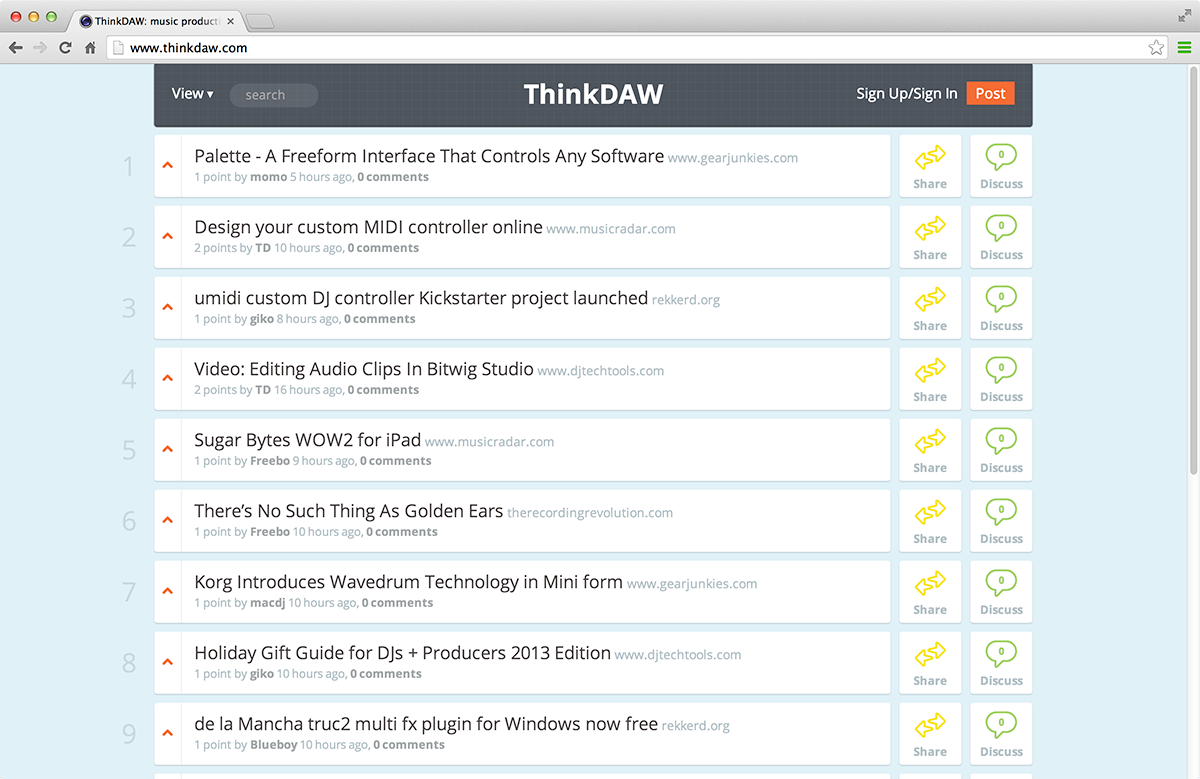 ThinkDAW: music producti
www.thinkdaw.com
View ▾ search ThinkDAW Sign Up/Sign In Post
1 Palette - A Freeform Interface That Controls Any Software www.gearjunkies.com 0
1 point by momo 5 hours ago, 0 comments Share Discuss
2 Design your custom MIDI controller online www.musicradar.com 0
2 points by TD 10 hours ago, 0 comments Share Discuss
3 umidi custom DJ controller Kickstarter project launched rekkerd.org 0
1 point by giko 8 hours ago, 0 comments Share Discuss
4 Video: Editing Audio Clips In Bitwig Studio www.djtechtools.com 0
2 points by TD 16 hours ago, 0 comments Share Discuss
5 Sugar Bytes WOW2 for iPad www.musicradar.com 0
1 point by Freebo 9 hours ago, 0 comments Share Discuss
6 There’s No Such Thing As Golden Ears therecordingrevolution.com 0
1 point by Freebo 10 hours ago, 0 comments Share Discuss
7 Korg Introduces Wavedrum Technology in Mini form www.gearjunkies.com 0
1 point by macdj 10 hours ago, 0 comments Share Discuss
8 Holiday Gift Guide for DJs + Producers 2013 Edition www.djtechtools.com 0
1 point by giko 10 hours ago, 0 comments Share Discuss
9 de la Mancha truc2 multi fx plugin for Windows now free rekkerd.org 0
1 point by Blueboy 10 hours ago, 0 comments Share Discuss